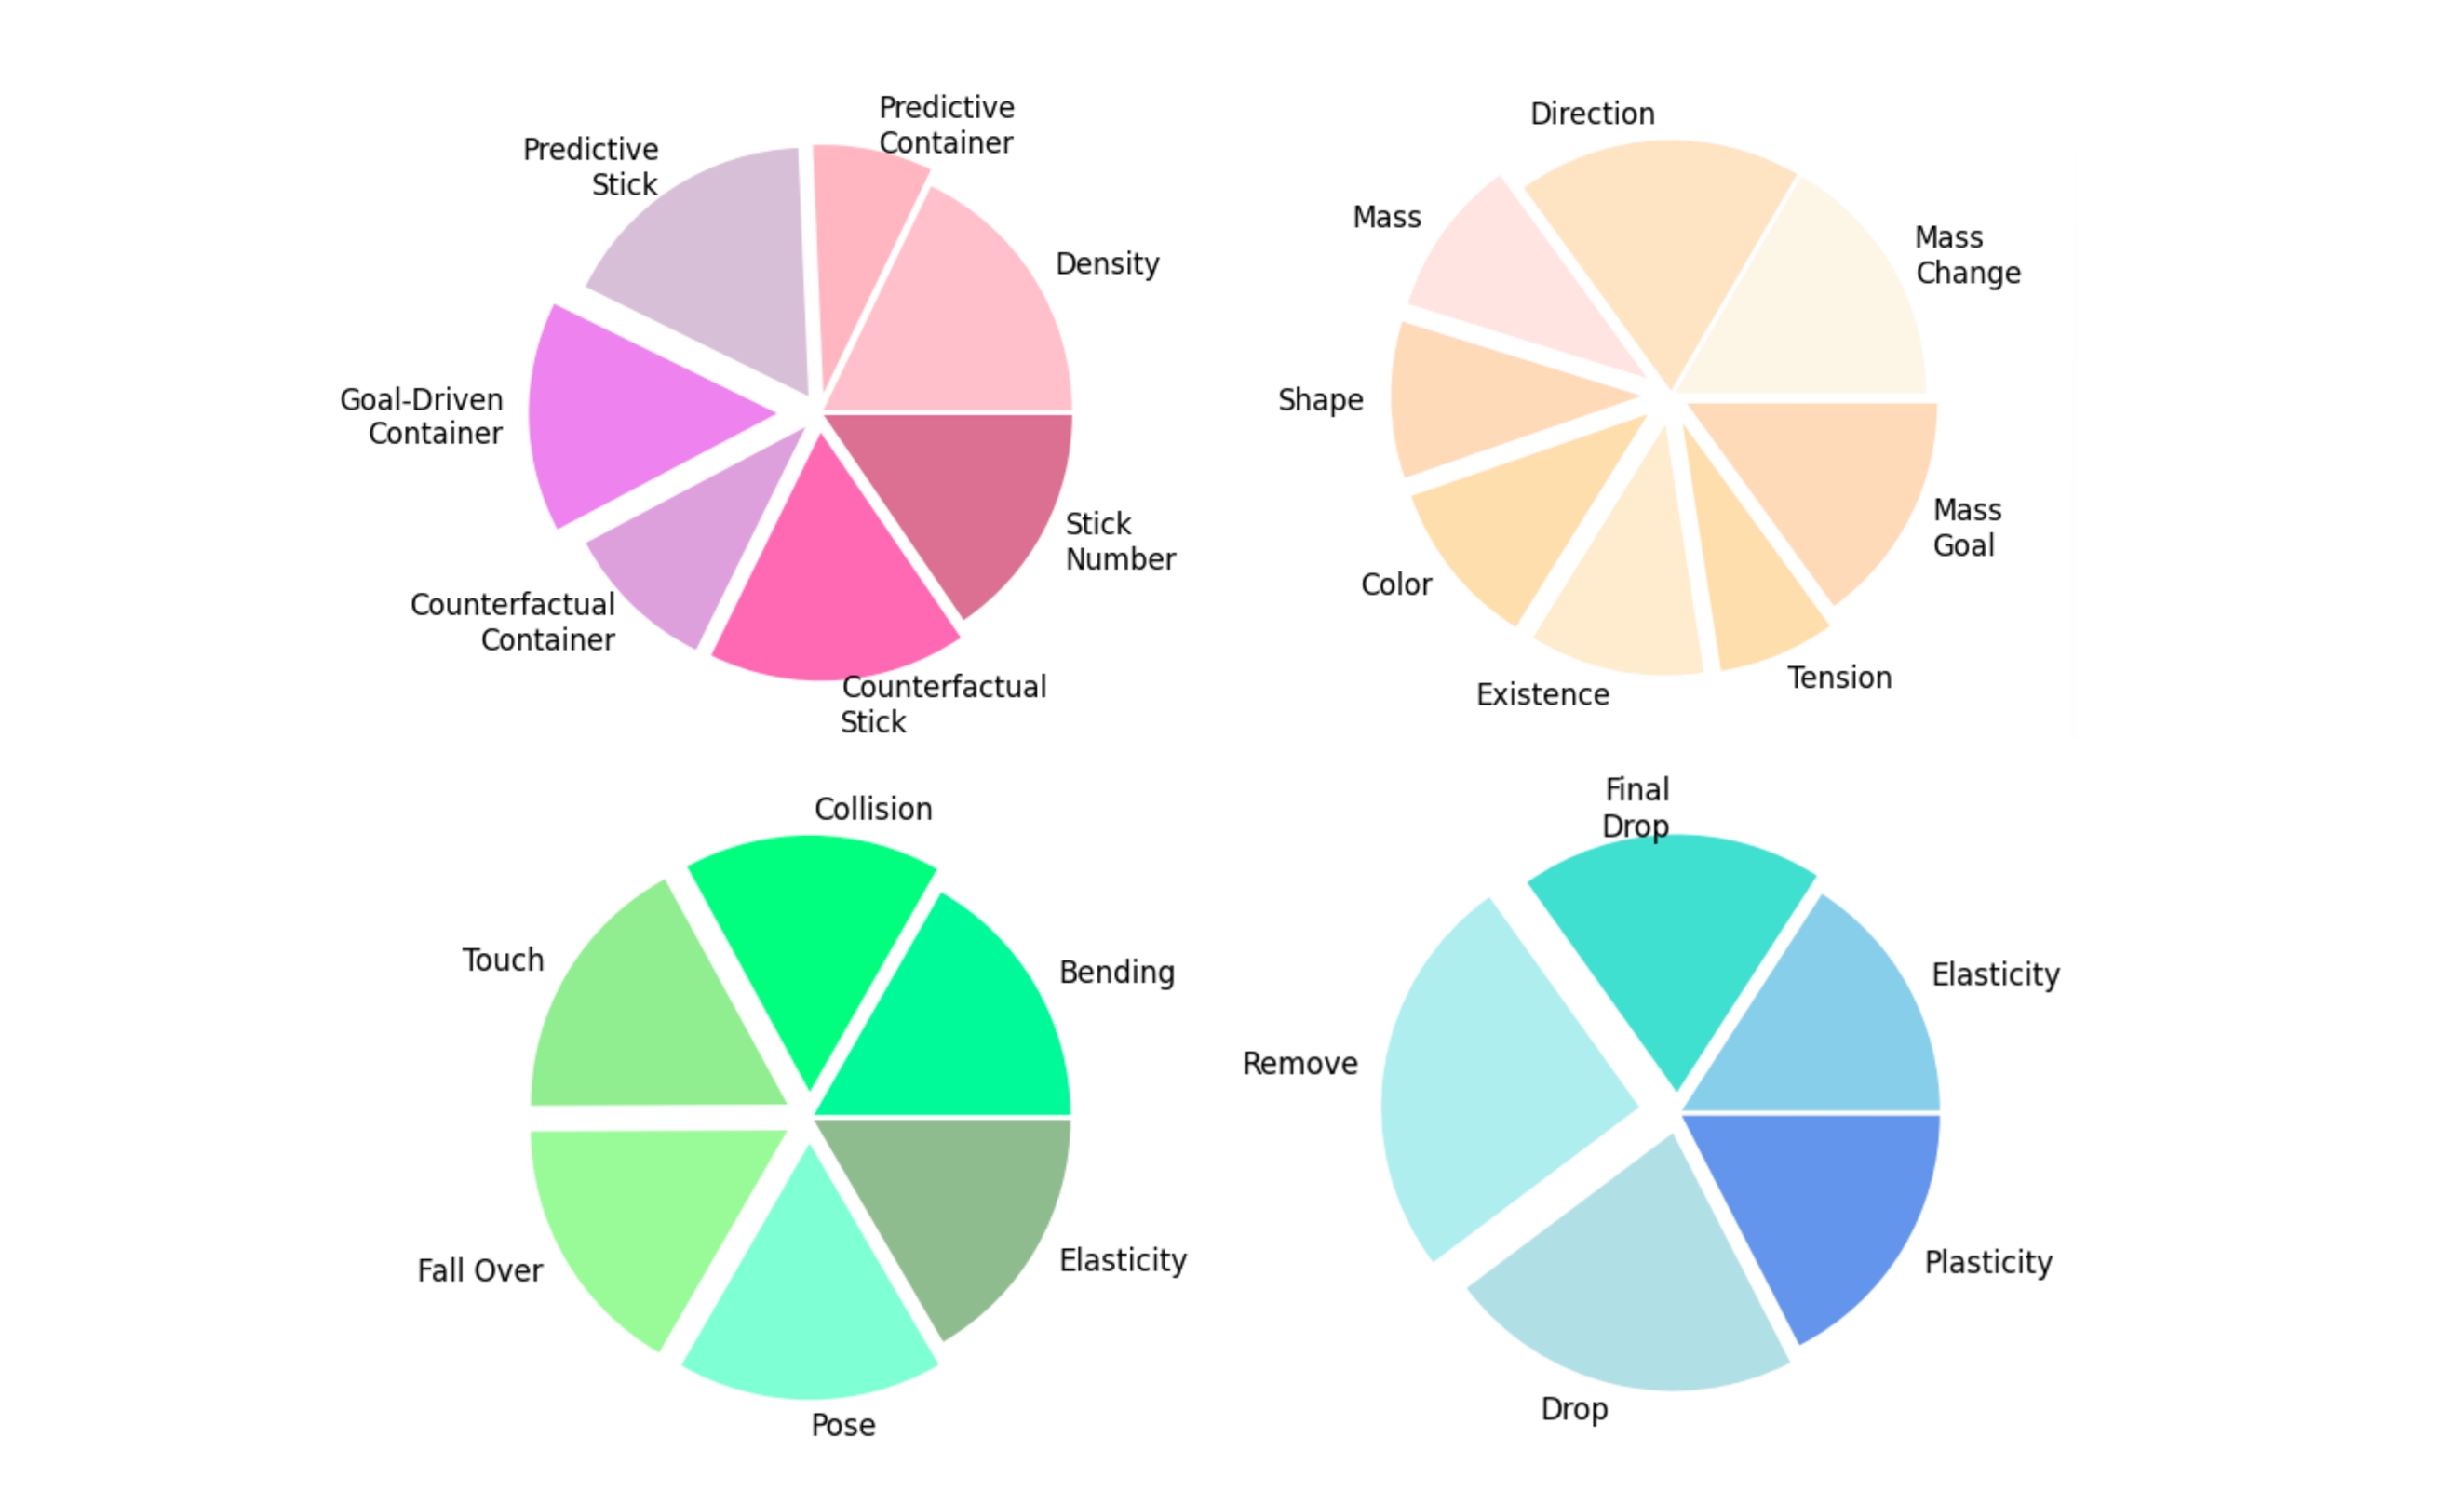 Predictive
Container
Predictive
Stick
Density
Goal-Driven
Container
Stick
Number
Counterfactual
Container
Counterfactual
Stick
Direction
Mass
Mass
Change
Shape
Mass
Goal
Color
Tension
Existence
Collision
Touch
Bending
Fall Over
Elasticity
Pose
Final
Drop
Elasticity
Remove
Plasticity
Drop